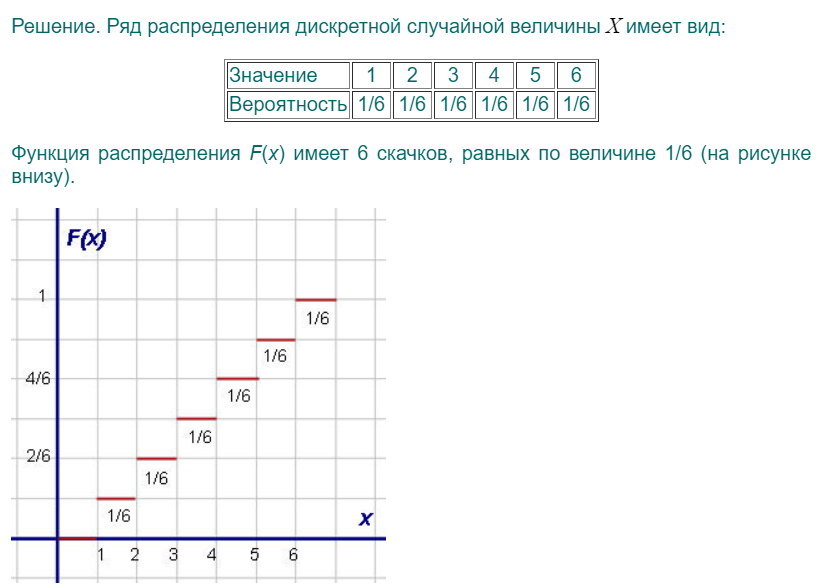 Решение. Ряд распределения дискретной случайной величины X имеет вид:
Значение 1 2 3 4 5 6
Вероятность 1/6 1/6 1/6 1/6 1/6 1/6
Функция распределения F(x) имеет 6 скачков, равных по величине 1/6 (на рисунке
внизу).
F(x)
1
1/6
1/6
4/6
1/6
1/6
2/6
1/6
1/6
x
1 2 3 4 5 6